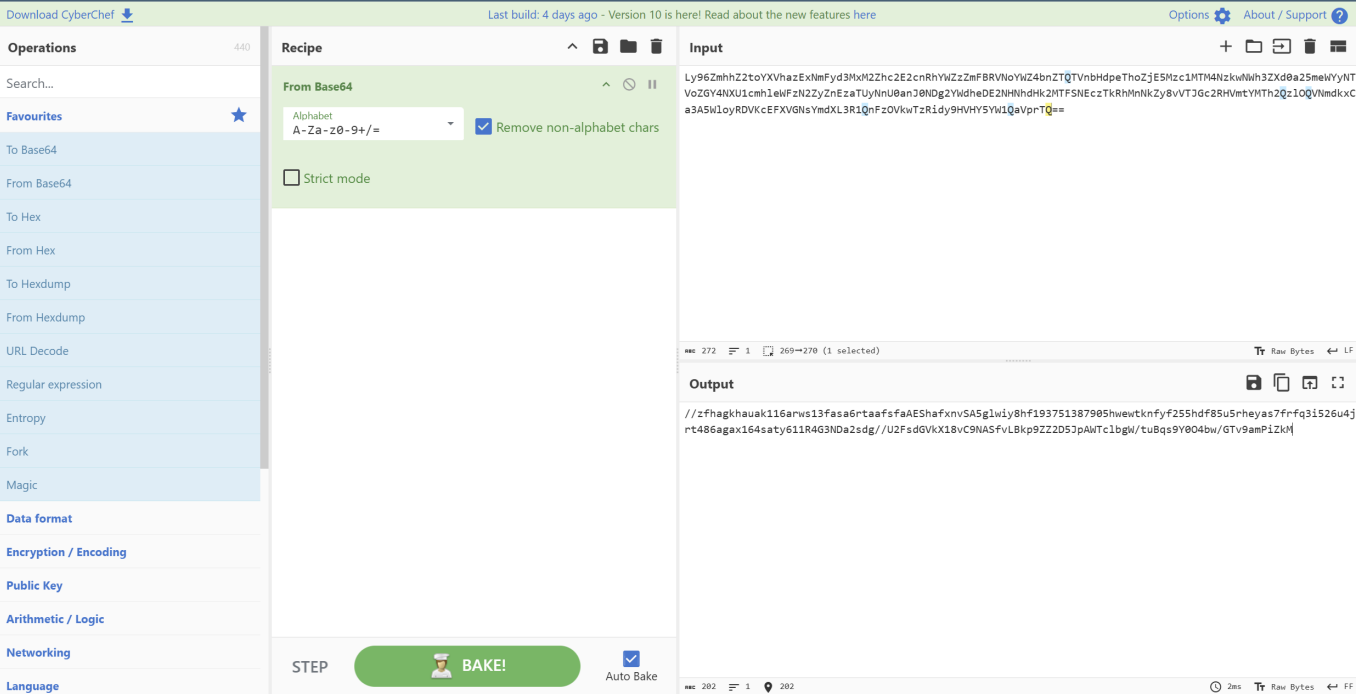 Download CyberChef
Last build: 4 days ago - Version 10 is here! Read about the new features here
Options
About / Support
Operations
440
Search...
Favourites
To Base64
From Base64
To Hex
From Hex
To Hexdump
From Hexdump
URL Decode
Regular expression
Entropy
Fork
Magic
Data format
Encryption / Encoding
Public Key
Arithmetic / Logic
Networking
Language
Recipe
From Base64
Alphabet
A-Za-z0-9+/=
Remove non-alphabet chars
Strict mode
STEP
BAKE!
Auto Bake
Input
Ly96ZmhhZ2toYXVhazExNmFyd3MxM2Zhc2E2cnRhYWZzZmFBRVNoYWZ4bnZTQTVnbHdpeThoZjE5Mzc1MTM4NzkwNWh3ZXd0a25meWYyNT
VoZGY4NXU1cmhleWFzN2ZyZnEzaTUyNnU0anJ0NDg2YWdheDE2NHNhdHk2MTFSNEczTkRhMnNkZy8vVTJGc2RHVmtYMTh2QzlOQVNmdkxC
a3A5WloyRDVKcEFXVGNsYmdXL3R1QnFzOVkwTzRidy9HVHY5YW1QaVprTQ==
ABC 272
1
269→270 (1 selected)
Raw Bytes
LF
Output
//zfhagkhauak116arws13fasa6rtaafsfaAEShafxnvSA5glwiy8hf193751387905hwewtknfyf255hdf85u5rheyas7frfq3i526u4j
rt486agax164saty611R4G3NDa2sdg//U2FsdGVkX18vC9NASfvLBkp9ZZ2D5JpAWTclbgW/tuBqs9Y0O4bw/GTv9amPiZkM
ABC 202
1
202
2ms
Raw Bytes
FF